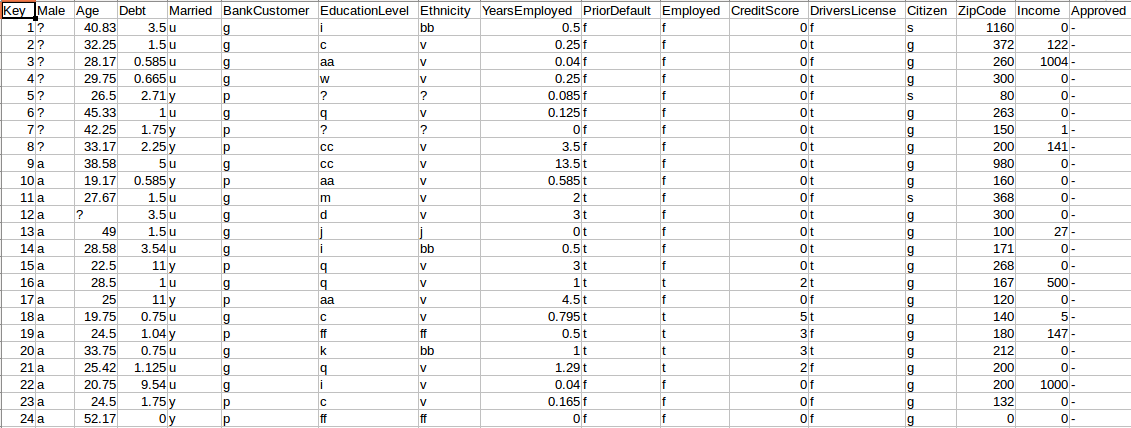 Key Male Age Debt Married BankCustomer EducationLevel Ethnicity YearsEmployed PriorDefault Employed CreditScore DriversLicense Citizen ZipCode Income Approved
1 ? 40.83 3.5 u g i bb 0.5 f f 0 f s 1160 0 -
2 ? 32.25 1.5 u g c v 0.25 f f 0 t g 372 122 -
3 ? 28.17 0.585 u g aa v 0.04 f f 0 f g 260 1004 -
4 ? 29.75 0.665 u g w v 0.25 f f 0 t g 300 0 -
5 ? 26.5 2.71 y p ? ? 0.085 f f 0 f s 80 0 -
6 ? 45.33 1 u g q v 0.125 f f 0 t g 263 0 -
7 ? 42.25 1.75 y p ? ? 0 f f 0 t g 150 1 -
8 ? 33.17 2.25 y p cc v 3.5 f f 0 t g 200 141 -
9 a 38.58 5 u g cc v 13.5 t f 0 t g 980 0 -
10 a 19.17 0.585 y p aa v 0.585 t f 0 t g 160 0 -
11 a 27.67 1.5 u g m v 2 t f 0 f s 368 0 -
12 a ? 3.5 u g d v 3 t f 0 t g 300 0 -
13 a 49 1.5 u g j j 0 t f 0 t g 100 27 -
14 a 28.58 3.54 u g i bb 0.5 t f 0 t g 171 0 -
15 a 22.5 11 y p q v 3 t f 0 t g 268 0 -
16 a 28.5 1 u g q v 1 t t 2 t g 167 500 -
17 a 25 11 y p aa v 4.5 t f 0 f g 120 0 -
18 a 19.75 0.75 u g c v 0.795 t t 5 t g 140 5 -
19 a 24.5 1.04 y p ff ff 0.5 t t 3 f g 180 147 -
20 a 33.75 0.75 u g k bb 1 t t 3 t g 212 0 -
21 a 25.42 1.125 u g q v 1.29 t t 2 f g 200 0 -
22 a 20.75 9.54 u g i v 0.04 f f 0 f g 200 1000 -
23 a 24.5 1.75 y p c v 0.165 f f 0 f g 132 0 -
24 a 52.17 0 y p ff ff 0 f f 0 f g 0 0 -